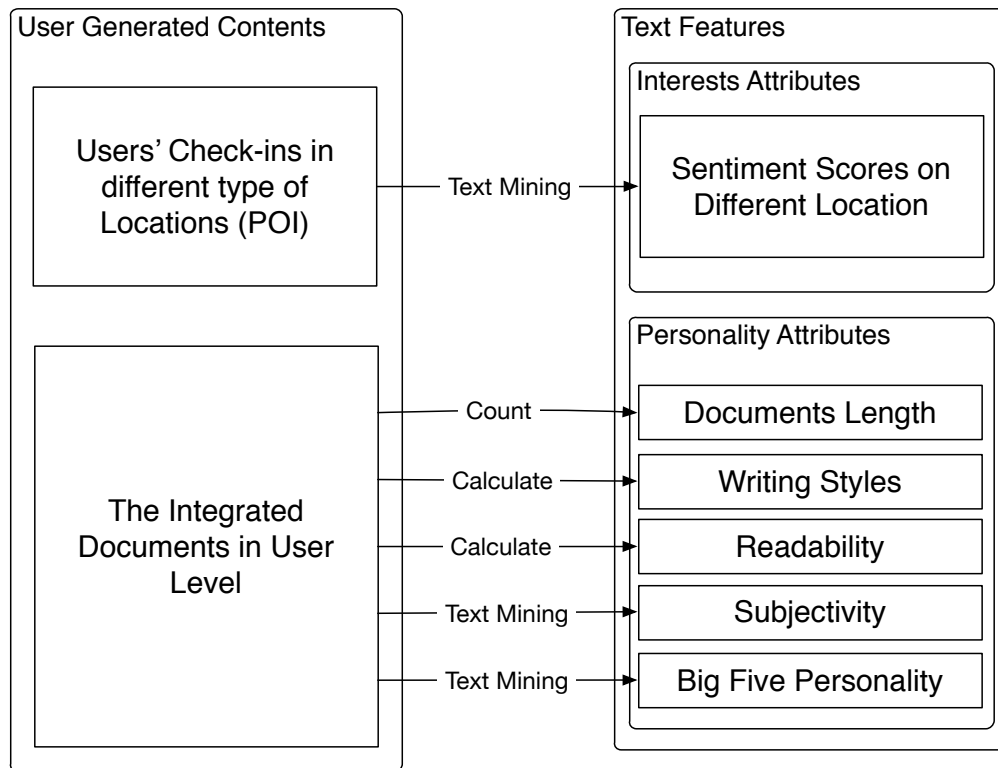 User Generated Contents
Users’ Check-ins in
different type of
Locations (POI)
The Integrated
Documents in User
Level
Text Mining
Count
Calculate
Calculate
Text Mining
Text Mining
Text Features
Interests Attributes
Sentiment Scores on
Different Location
Personality Attributes
Documents Length
Writing Styles
Readability
Subjectivity
Big Five Personality